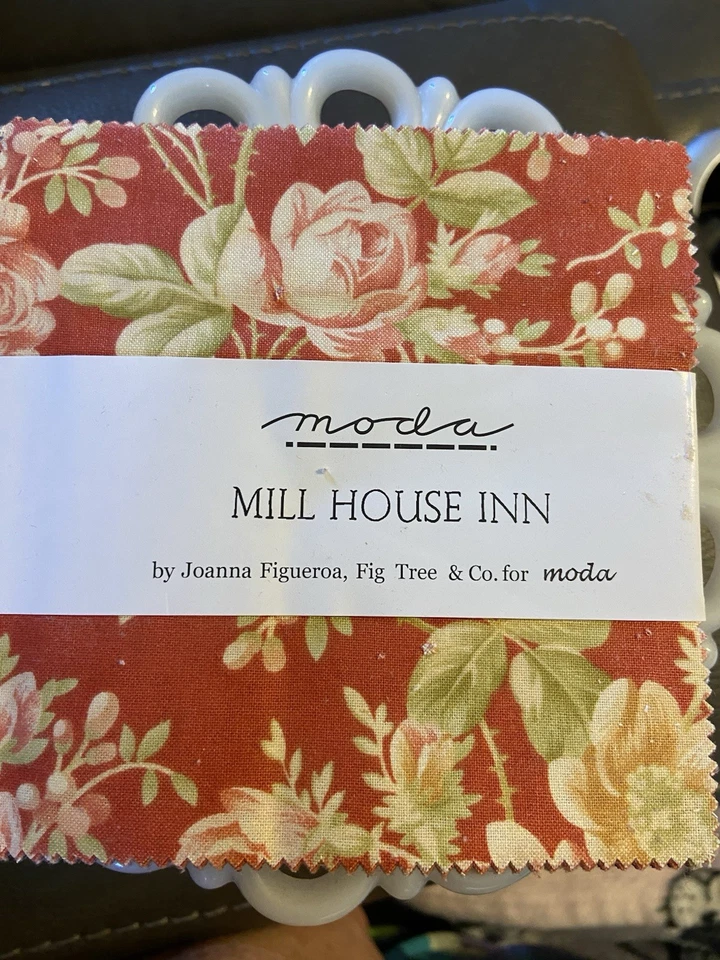 moda
MILL HOUSE INN
by Joanna Figueroa, Fig Tree & Co. for moda